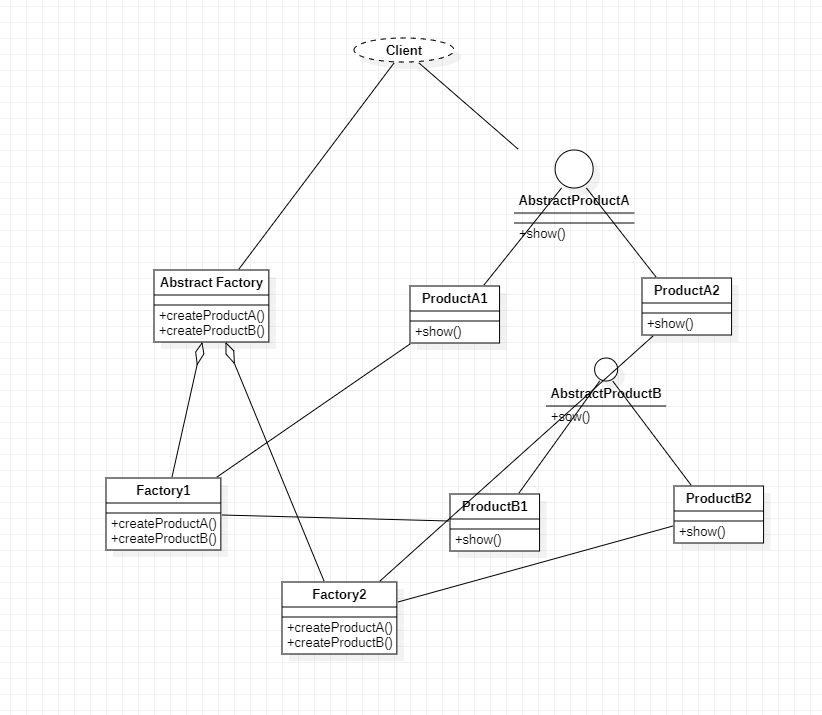 Client
AbstractProductA
+show()
Abstract Factory
+createProductA()
+createProductB()
ProductA1
+show()
ProductA2
+show()
AbstractProductB
+sow()
Factory1
+createProductA()
+createProductB()
ProductB1
+show()
ProductB2
+show()
Factory2
+createProductA()
+createProductB()